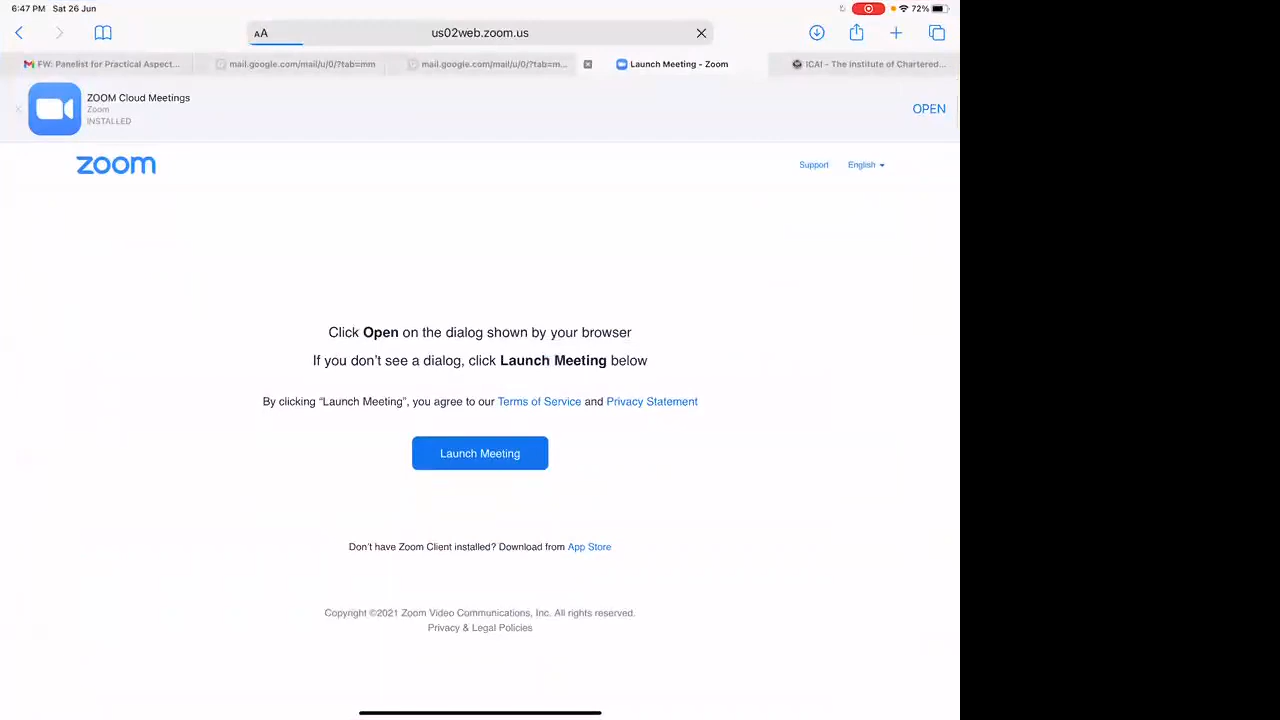 6:47 PM Sat 26 Jun 72%
AA us02web.zoom.us
FW: Panelist for Practical Aspect... mail.google.com/mail/u/0/?tab=mm mail.google.com/mail/u/0/?tab=m... Launch Meeting - Zoom ICAI - The Institute of Chartered...
ZOOM Cloud Meetings
Zoom
INSTALLED
OPEN
zoom
Support English
Click Open on the dialog shown by your browser
If you don't see a dialog, click Launch Meeting below
By clicking “Launch Meeting”, you agree to our Terms of Service and Privacy Statement
Launch Meeting
Don't have Zoom Client installed? Download from App Store
Copyright ©2021 Zoom Video Communications, Inc. All rights reserved.
Privacy & Legal Policies